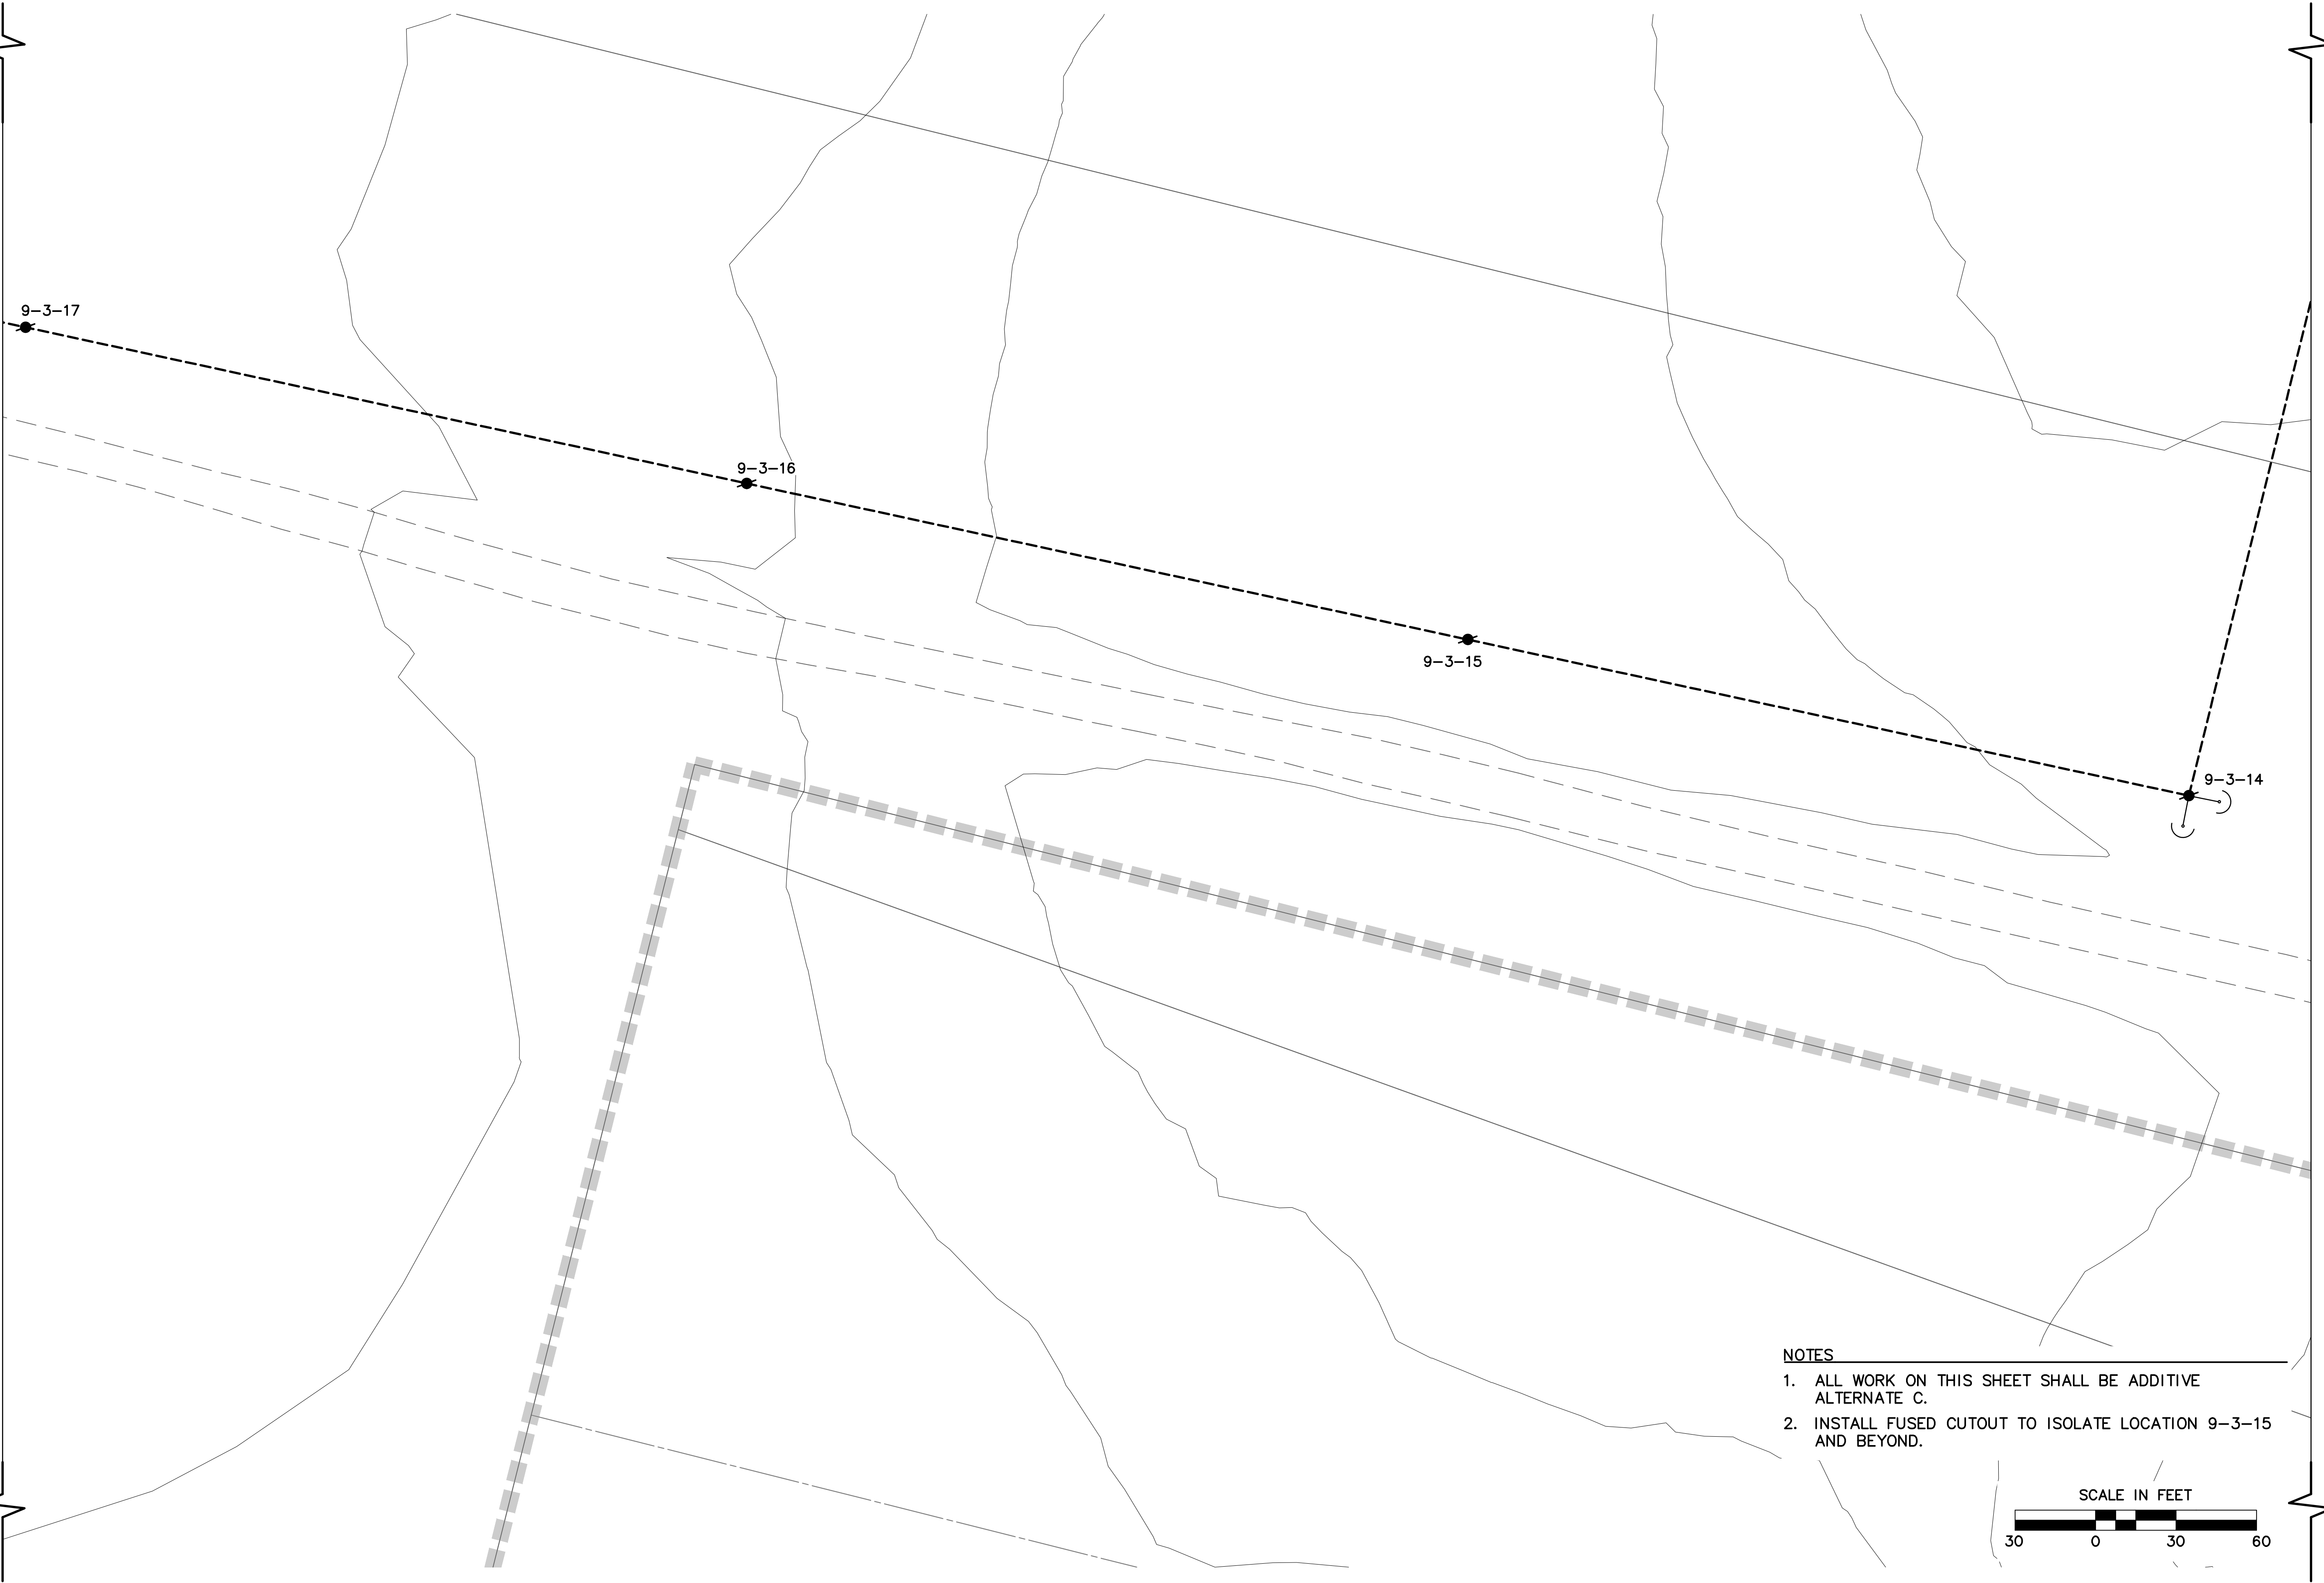 9-3-17
9-3-16
9-3-15
9-3-14
NOTES
1. ALL WORK ON THIS SHEET SHALL BE ADDITIVE
ALTERNATE C.
2. INSTALL FUSED CUTOUT TO ISOLATE LOCATION 9-3-15
AND BEYOND.
SCALE IN FEET
30 0 30 60